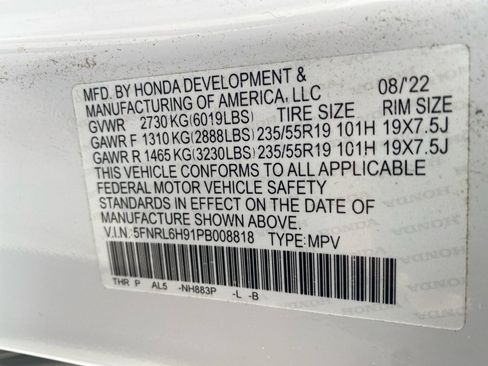 MFD. BY HONDA DEVELOPMENT &
MANUFACTURING OF AMERICA, LLC 08/22
GVWR 2730 KG(6019LBS) TIRE SIZE RIM SIZE
GAWR F 1310 KG(2888LBS) 235/55R19 101H 19X7.5J
GAWR R 1465 KG(3230LBS) 235/55R19 101H 19X7.5J
THIS VEHICLE CONFORMS TO ALL APPLICABLE
FEDERAL MOTOR VEHICLE SAFETY
STANDARDS IN EFFECT ON THE DATE OF
MANUFACTURE SHOWN ABOVE.
V.I.N: 5FNRL6H91PB008818 TYPE: MPV
THR P AL5 -NH883P -L -B